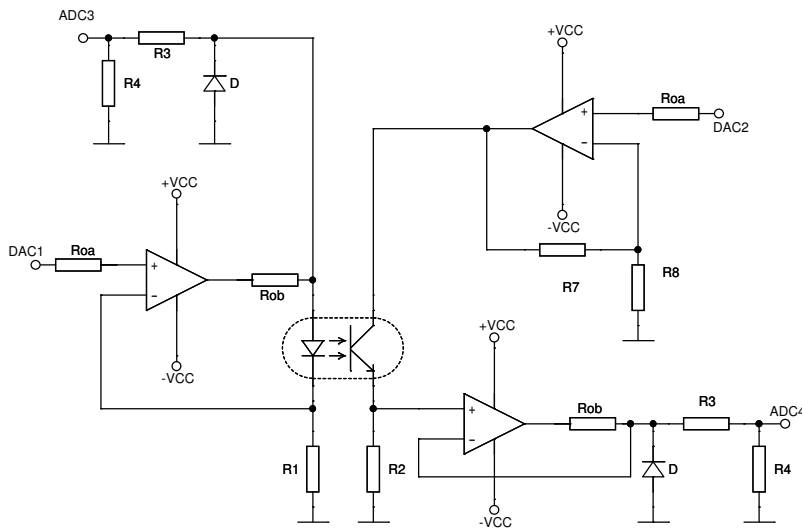 ADC3
R3
R4
D
+VCC
Roa
DAC2
+
−
-VCC
+VCC
DAC1
Roa
+
−
Rob
R7
R8
-VCC
+VCC
+
−
Rob
R3
ADC4
R1
R2
D
R4
-VCC